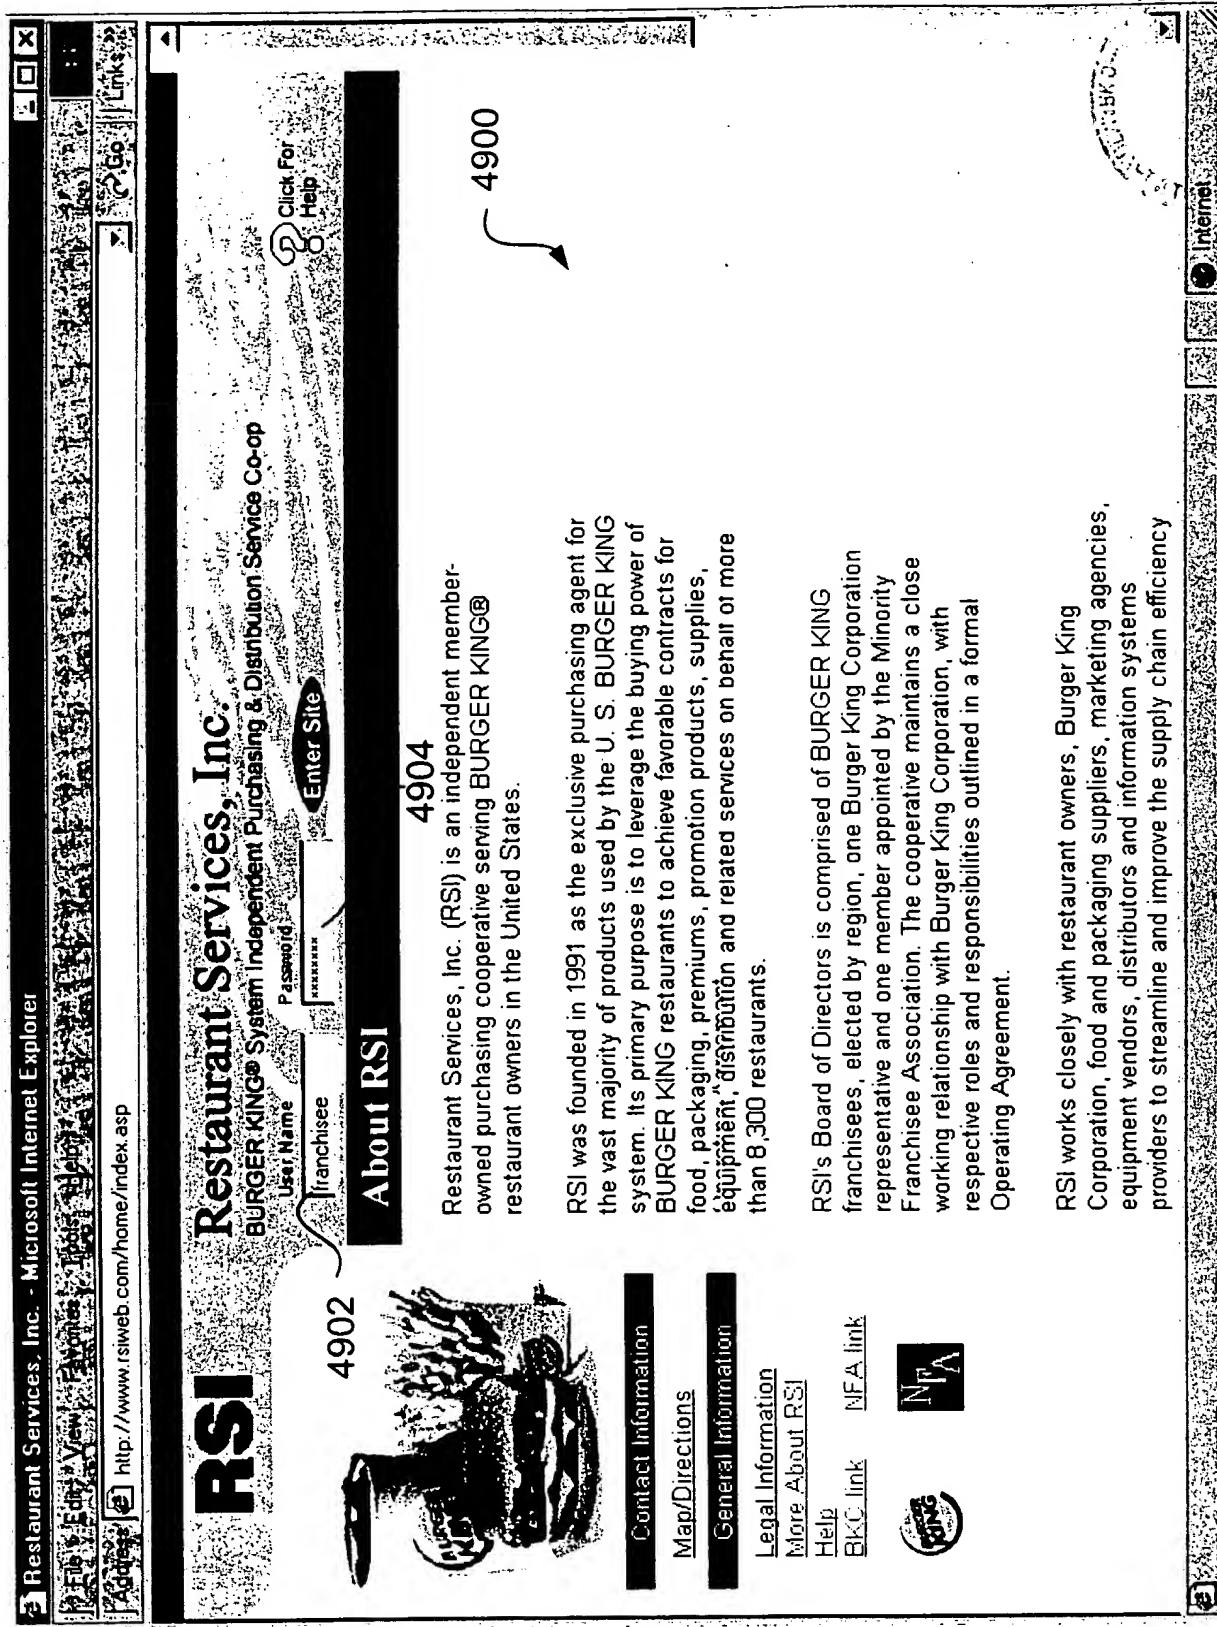 Restaurant Services, Inc. - Microsoft Internet Explorer
File Edit View Favorites Tools Help
Address http://www.rsiweb.com/home/index.asp Go Links »
RSI
Restaurant Services, Inc.
BURGER KING® System Independent Purchasing & Distribution Service Co-op
User Name Password
franchisee xxxxxxxx Enter Site
Click For
Help
4902
About RSI
4904
4900
Restaurant Services, Inc. (RSI) is an independent member-
owned purchasing cooperative serving BURGER KING®
restaurant owners in the United States.
RSI was founded in 1991 as the exclusive purchasing agent for
the vast majority of products used by the U. S. BURGER KING
system. Its primary purpose is to leverage the buying power of
BURGER KING restaurants to achieve favorable contracts for
food, packaging, premiums, promotion products, supplies,
equipment, distribution and related services on behalf of more
than 8,300 restaurants.
RSI's Board of Directors is comprised of BURGER KING
franchisees, elected by region, one Burger King Corporation
representative and one member appointed by the Minority
Franchisee Association. The cooperative maintains a close
working relationship with Burger King Corporation, with
respective roles and responsibilities outlined in a formal
Operating Agreement.
RSI works closely with restaurant owners, Burger King
Corporation, food and packaging suppliers, marketing agencies,
equipment vendors, distributors and information systems
providers to streamline and improve the supply chain efficiency
Contact Information
Map/Directions
General Information
Legal Information
More About RSI
Help
BKC link NFA link
BURGER
KING
NFA
Internet